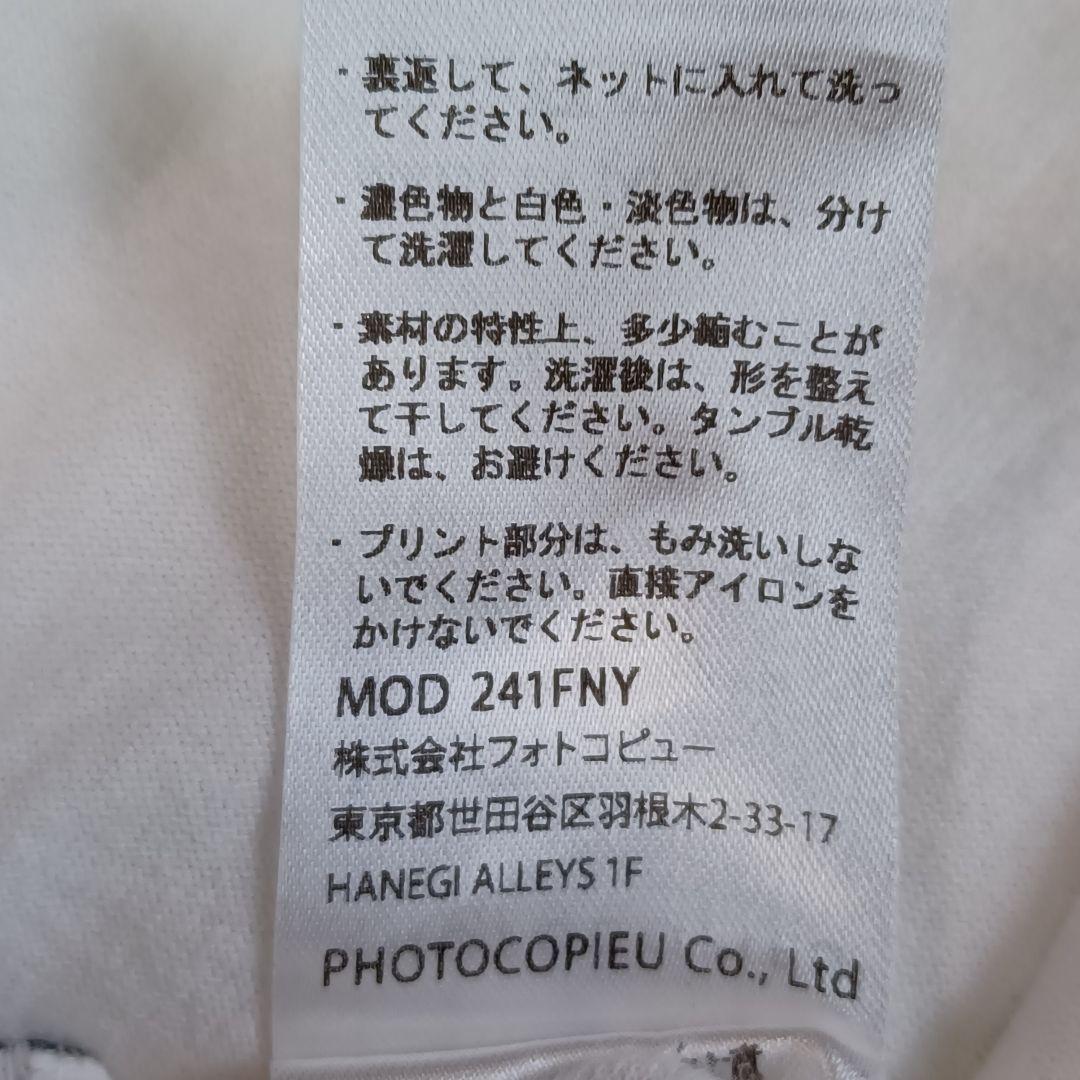 ・裏返して、ネットに入れて洗っ
てください。
・濃色物と白色・淡色物は、分け
て洗濯してください。
・素材の特性上、多少縮むことが
あります。洗濯後は、形を整え
て干してください。タンブル乾
燥は、お避けください。
・プリント部分は、もみ洗いしな
いでください。直接アイロンを
かけないでください。
MOD 241FNY
株式会社フォトコピュー
東京都世田谷区羽根木2-33-17
HANEGI ALLEYS 1F
PHOTOCOPIEU Co., Ltd